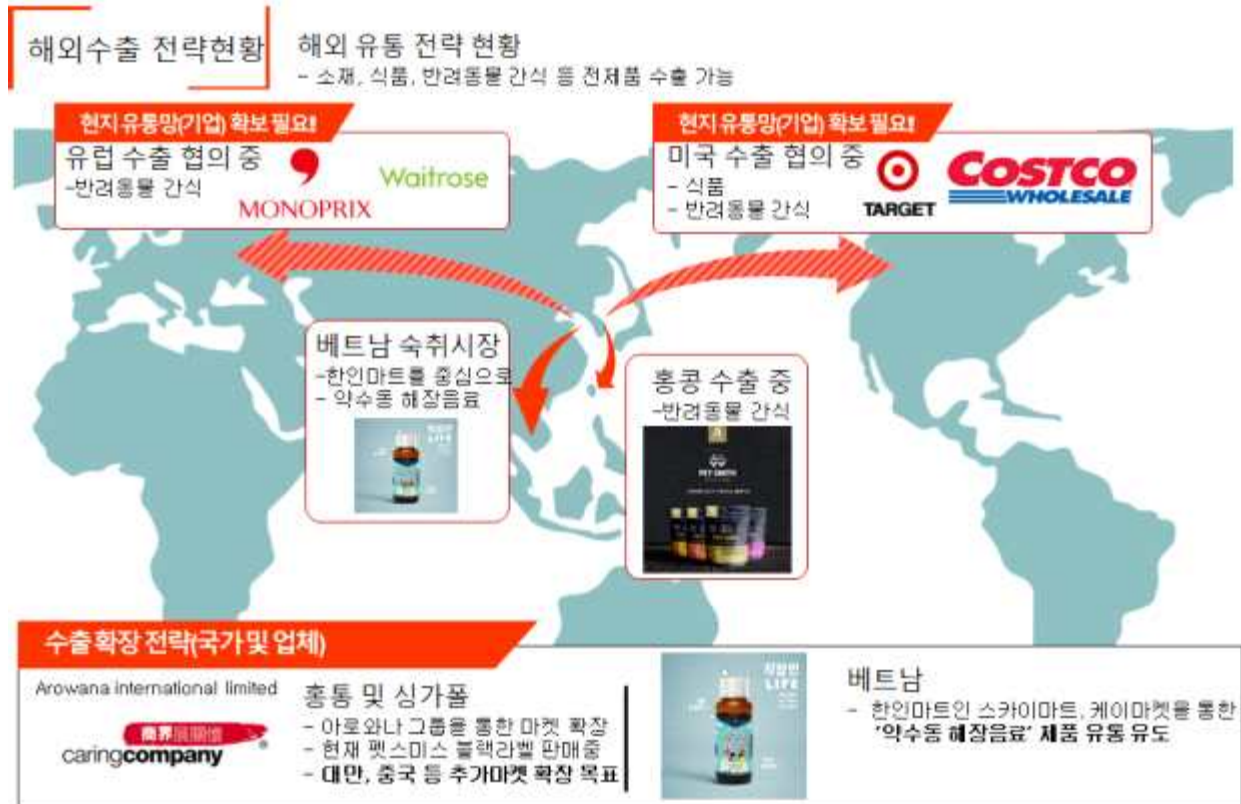 해외수출 전략현황
해외 유통 전략 현황
- 소재, 식품, 반려동물 간식 등 전제품 수출 가능
현지 유통망(기업) 확보 필요!!
유럽 수출 협의 중
-반려동물 간식
MONOPRIX
Waitrose
현지 유통망(기업) 확보 필요!!
미국 수출 협의 중
- 식품
- 반려동물 간식
TARGET
COSTCO
WHOLESALE
베트남 숙취시장
-한인마트를 중심으로
- 약수동 해장음료
LIFE
홍콩 수출 중
-반려동물 간식
수출 확장 전략(국가 및 업체)
Arowana international limited
商界展關懷
caringcompany
홍통 및 싱가폴
- 아로와나 그룹을 통한 마켓 확장
- 현재 펫스미스 블랙라벨 판매중
- 대만, 중국 등 추가마켓 확장 목표
직장인
LIFE
베트남
- 한인마트인 스카이마트, 케이마켓을 통한
'약수동 해장음료' 제품 유통 유도